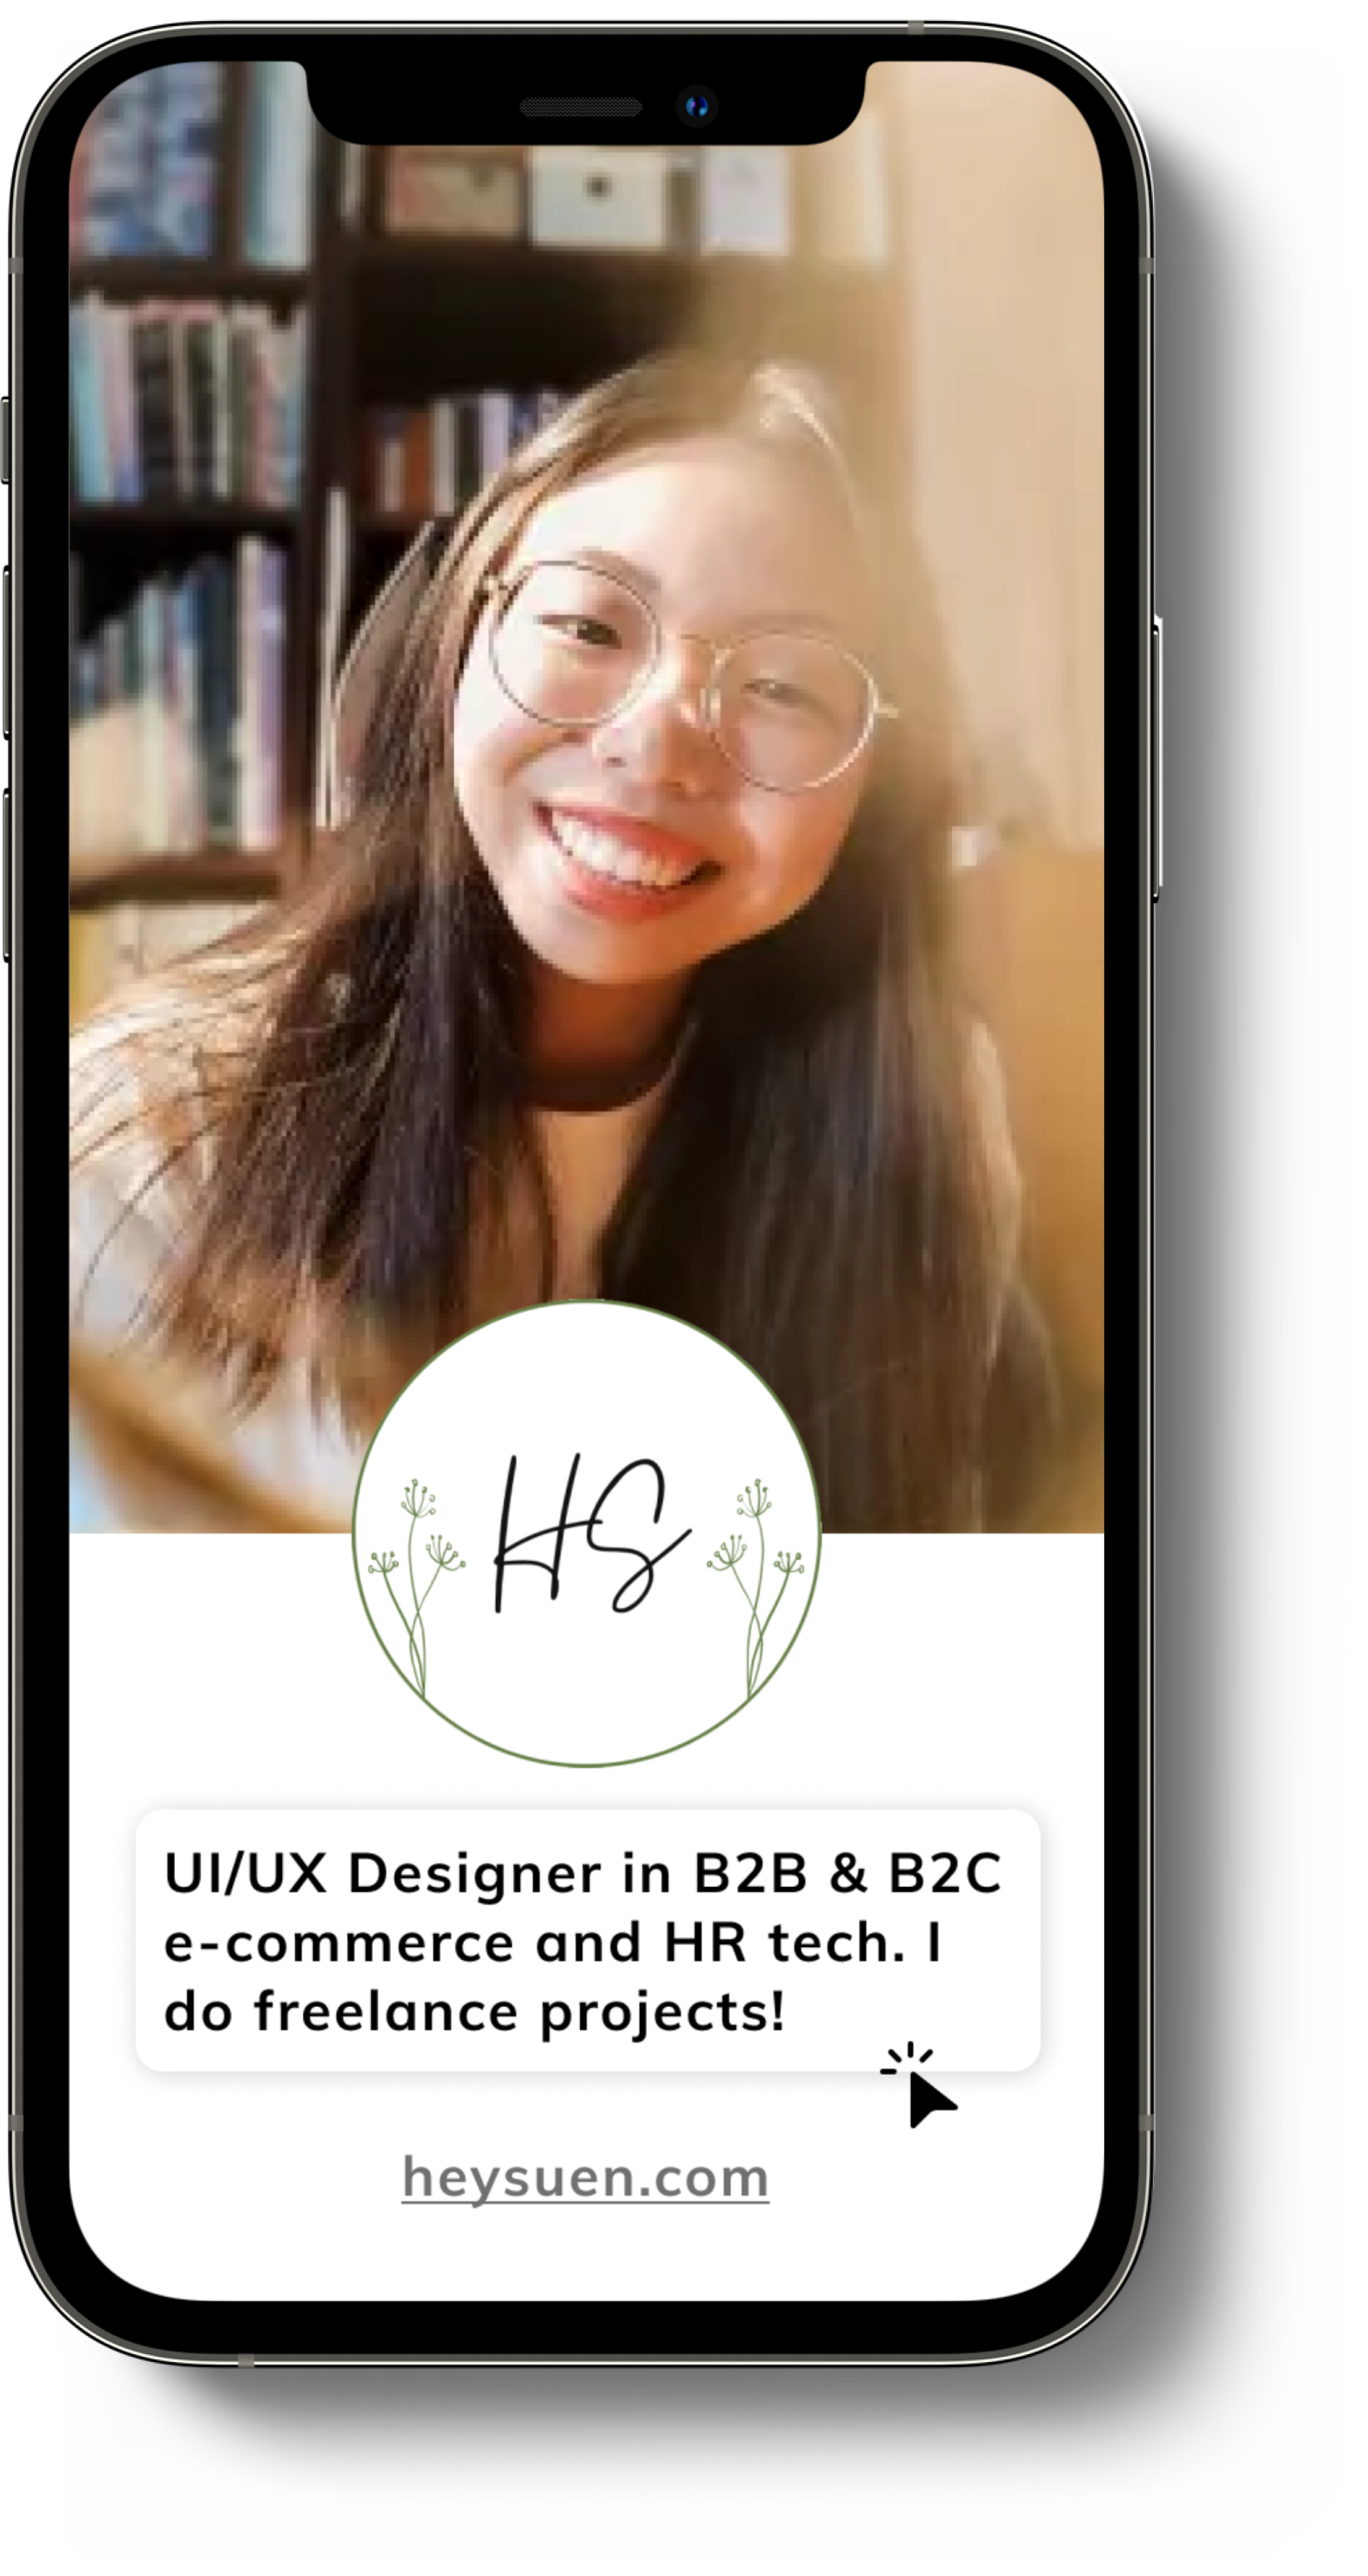 HS
UI/UX Designer in B2B & B2C
e-commerce and HR tech. I
do freelance projects!
heysuen.com